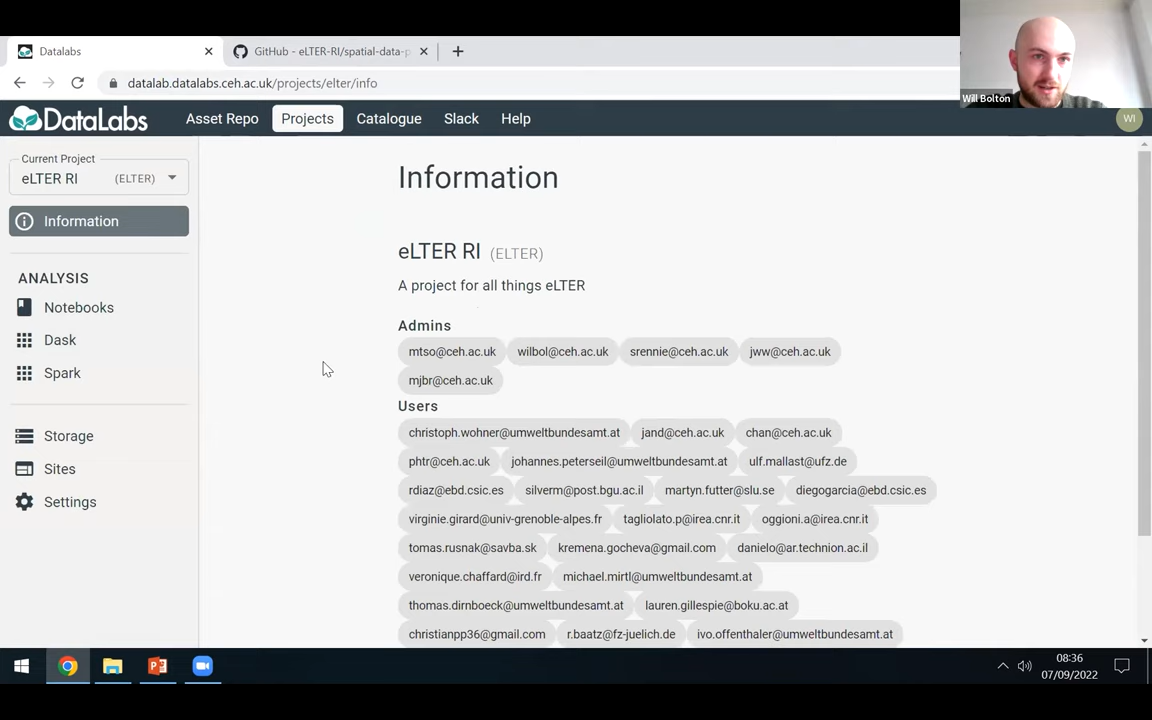 Datalabs
GitHub - eLTER-RI/spatial-data-p
datalab.datalabs.ceh.ac.uk/projects/elter/info
Will Bolton
DataLabs Asset Repo Projects Catalogue Slack Help WI
Current Project
eLTER RI (ELTER)
Information
ANALYSIS
Notebooks
Dask
Spark
Storage
Sites
Settings
Information
eLTER RI (ELTER)
A project for all things eLTER
Admins
mtso@ceh.ac.uk wilbol@ceh.ac.uk srennie@ceh.ac.uk jww@ceh.ac.uk
mjbr@ceh.ac.uk
Users
christoph.wohner@umweltbundesamt.at jand@ceh.ac.uk chan@ceh.ac.uk
phtr@ceh.ac.uk johannes.peterseil@umweltbundesamt.at ulf.mallast@ufz.de
rdiaz@ebd.csic.es silverm@post.bgu.ac.il martyn.futter@slu.se diegogarcia@ebd.csic.es
virginie.girard@univ-grenoble-alpes.fr tagliolato.p@irea.cnr.it oggioni.a@irea.cnr.it
tomas.rusnak@savba.sk kremena.gocheva@gmail.com danielo@ar.technion.ac.il
veronique.chaffard@ird.fr michael.mirtl@umweltbundesamt.at
thomas.dirnboeck@umweltbundesamt.at lauren.gillespie@boku.ac.at
christianpp36@gmail.com r.baatz@fz-juelich.de ivo.offenthaler@umweltbundesamt.at
08:36
07/09/2022